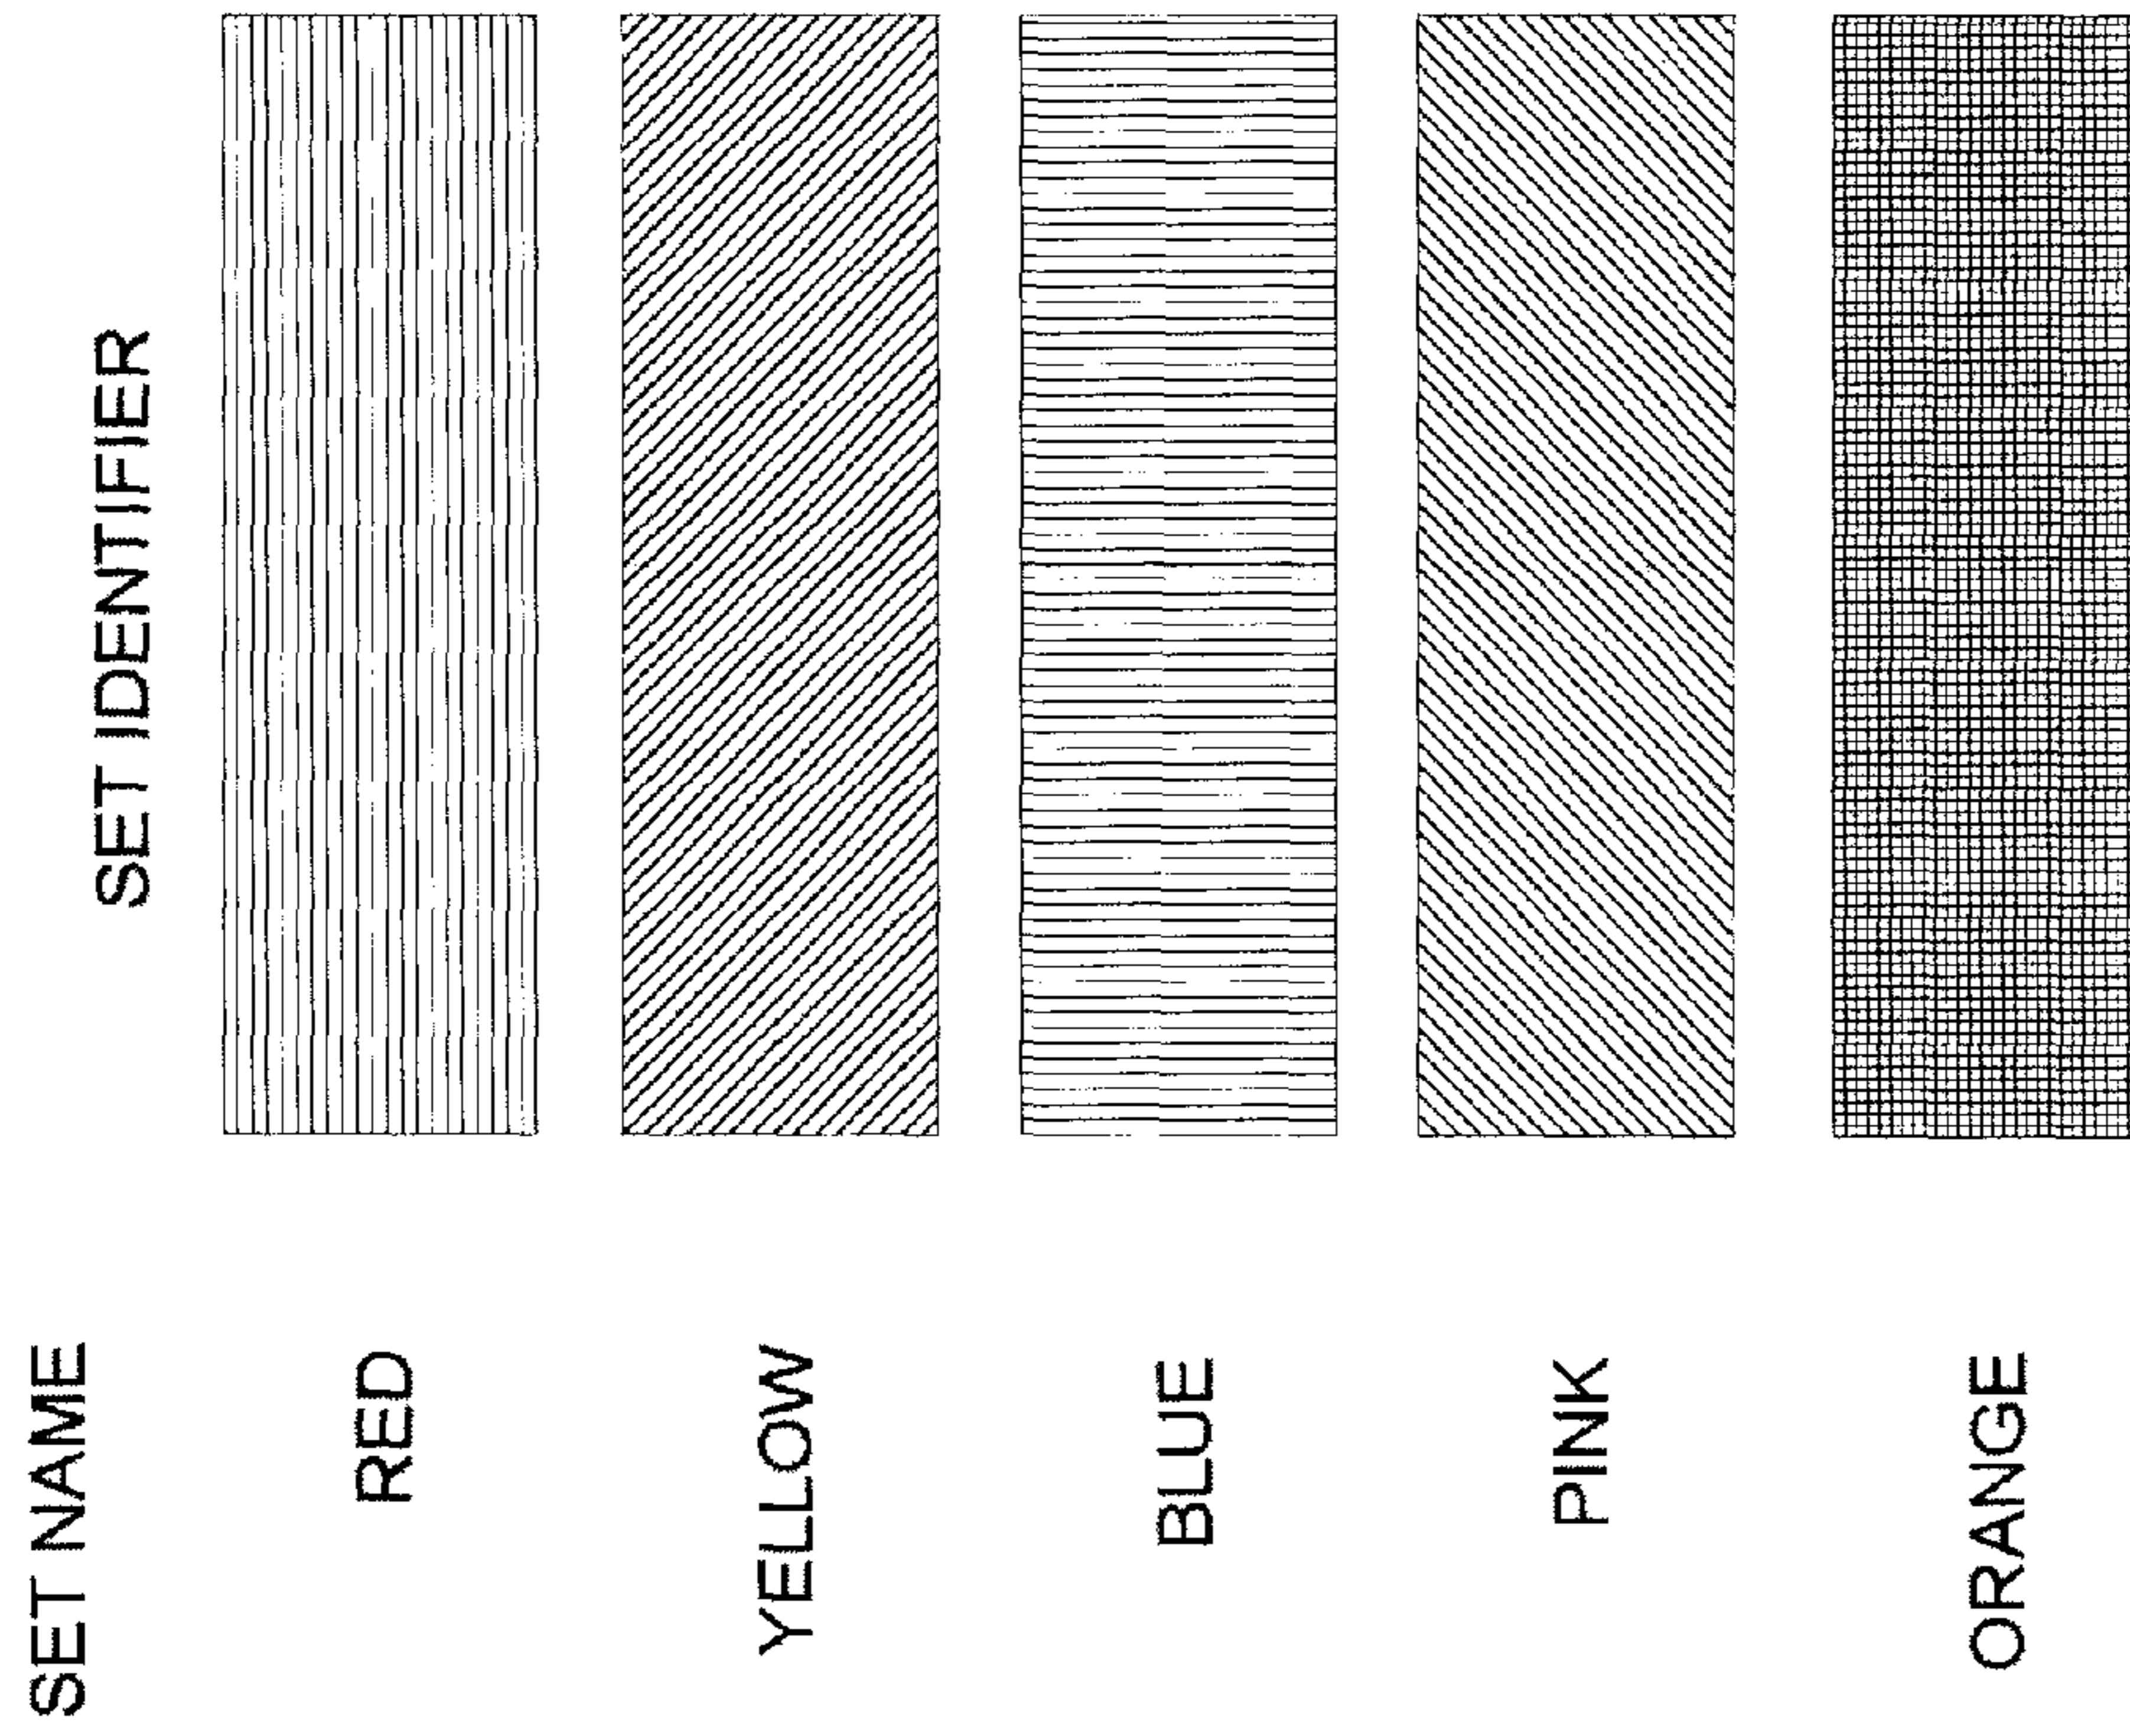 SET NAME
SET IDENTIFIER
RED
YELLOW
BLUE
PINK
ORANGE